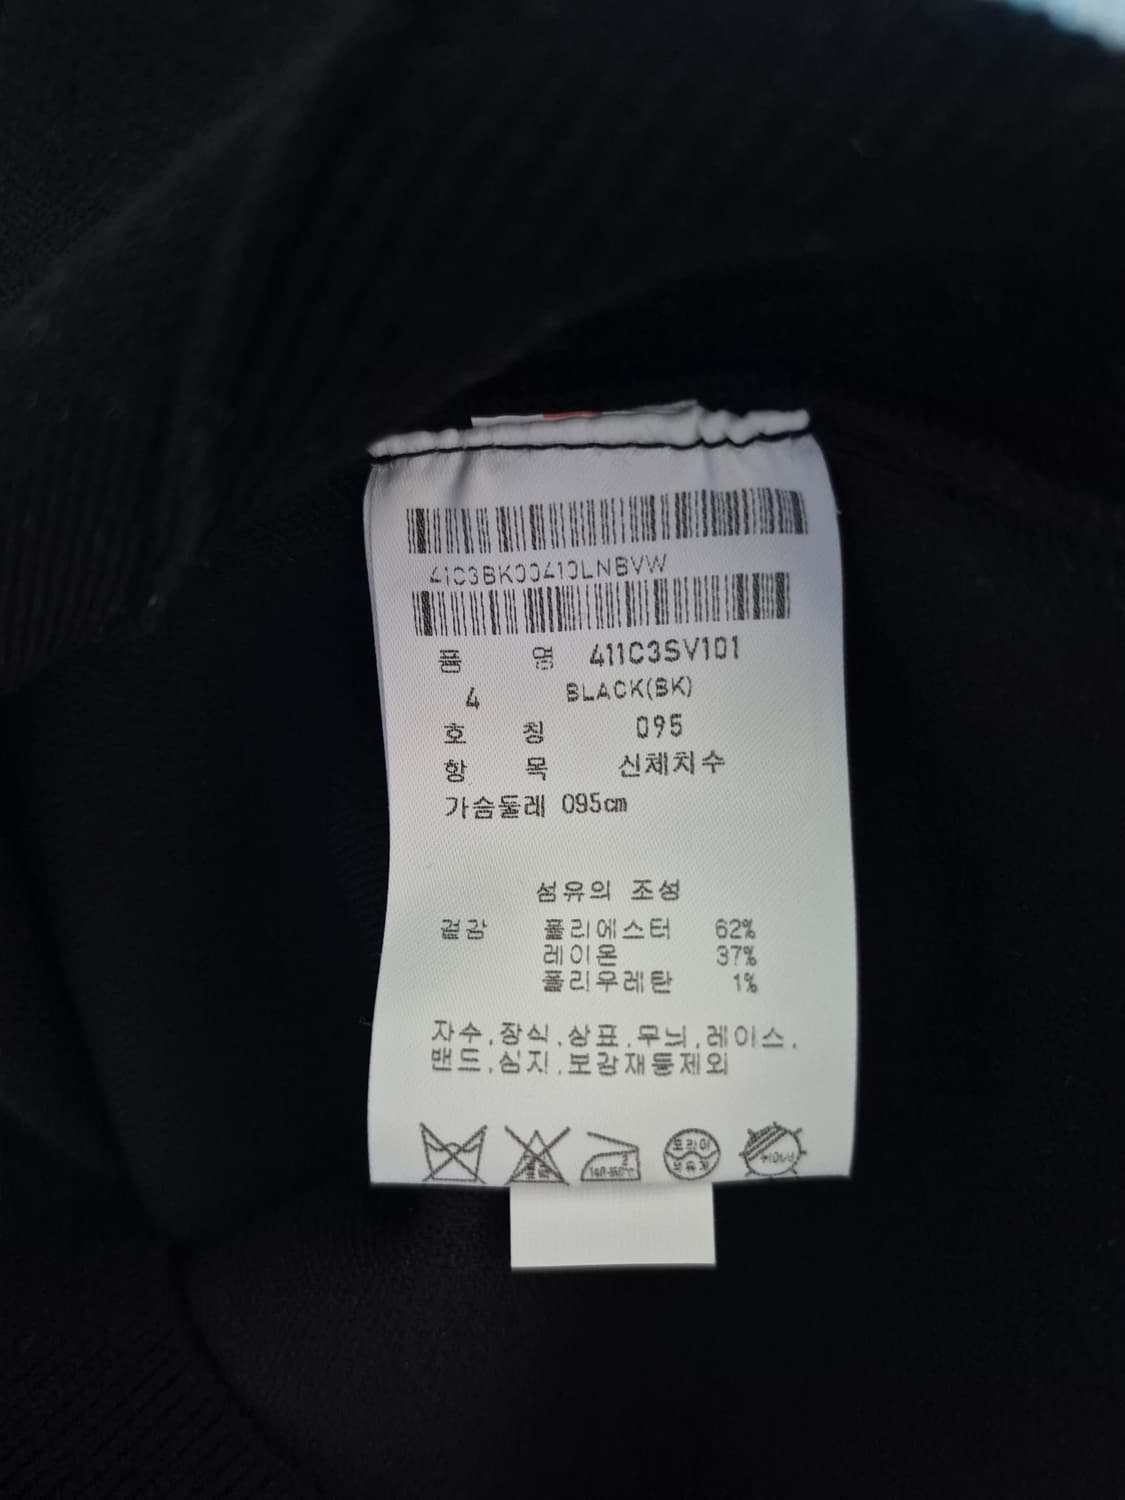 41C3BK00410LNBVW
품 명 411C3SV101
4 BLACK(BK)
호 칭 095
항 목 신체치수
가슴둘레 095cm
섬유의 조성
겉감 폴리에스터 62%
레이온 37%
폴리우레탄 1%
자수,장식,상표,무늬,레이스,
밴드,심지,보강재등제외
드라이